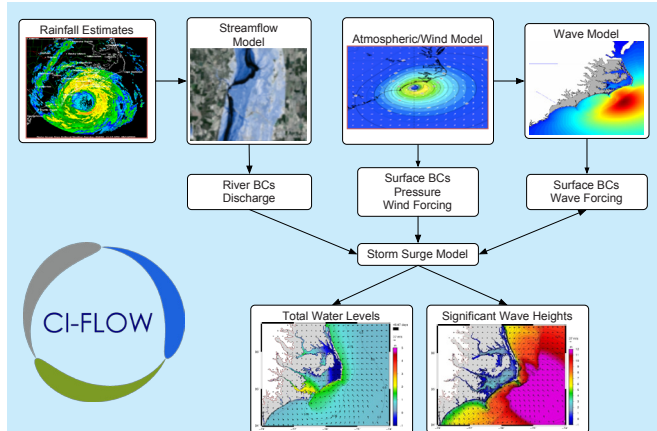 Rainfall Estimates
Streamflow
Model
Atmospheric/Wind Model
Wave Model
River BCs
Discharge
Surface BCs
Pressure
Wind Forcing
Surface BCs
Wave Forcing
Storm Surge Model
CI-FLOW
Total Water Levels
Significant Wave Heights